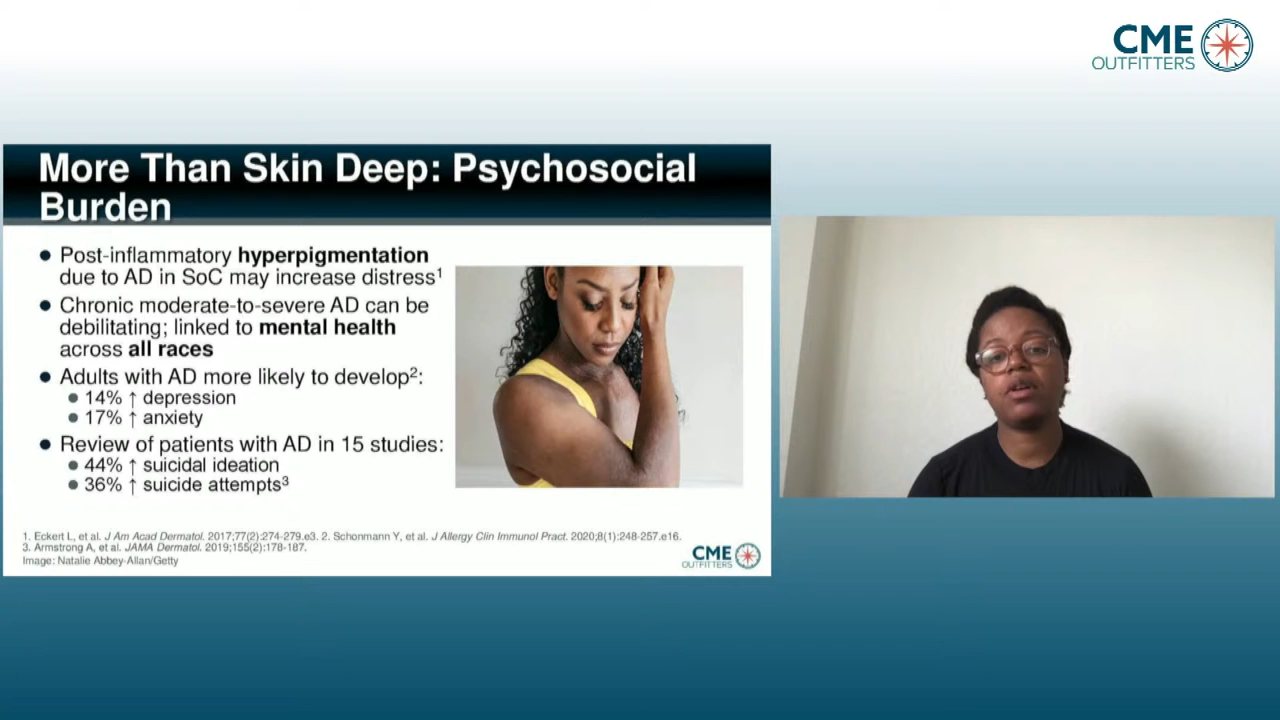 CME
OUTFITTERS
More Than Skin Deep: Psychosocial
Burden
● Post-inflammatory hyperpigmentation
due to AD in SoC may increase distress¹
● Chronic moderate-to-severe AD can be
debilitating; linked to mental health
across all races
● Adults with AD more likely to develop²:
● 14% ↑ depression
● 17% ↑ anxiety
● Review of patients with AD in 15 studies:
● 44% ↑ suicidal ideation
● 36% ↑ suicide attempts³
1. Eckert L, et al. J Am Acad Dermatol. 2017;77(2):274-279.e3. 2. Schonmann Y, et al. J Allergy Clin Immunol Pract. 2020;8(1):248-257.e16.
3. Armstrong A, et al. JAMA Dermatol. 2019;155(2):178-187.
Image: Natalie Abbey-Allan/Getty
CME
OUTFITTERS